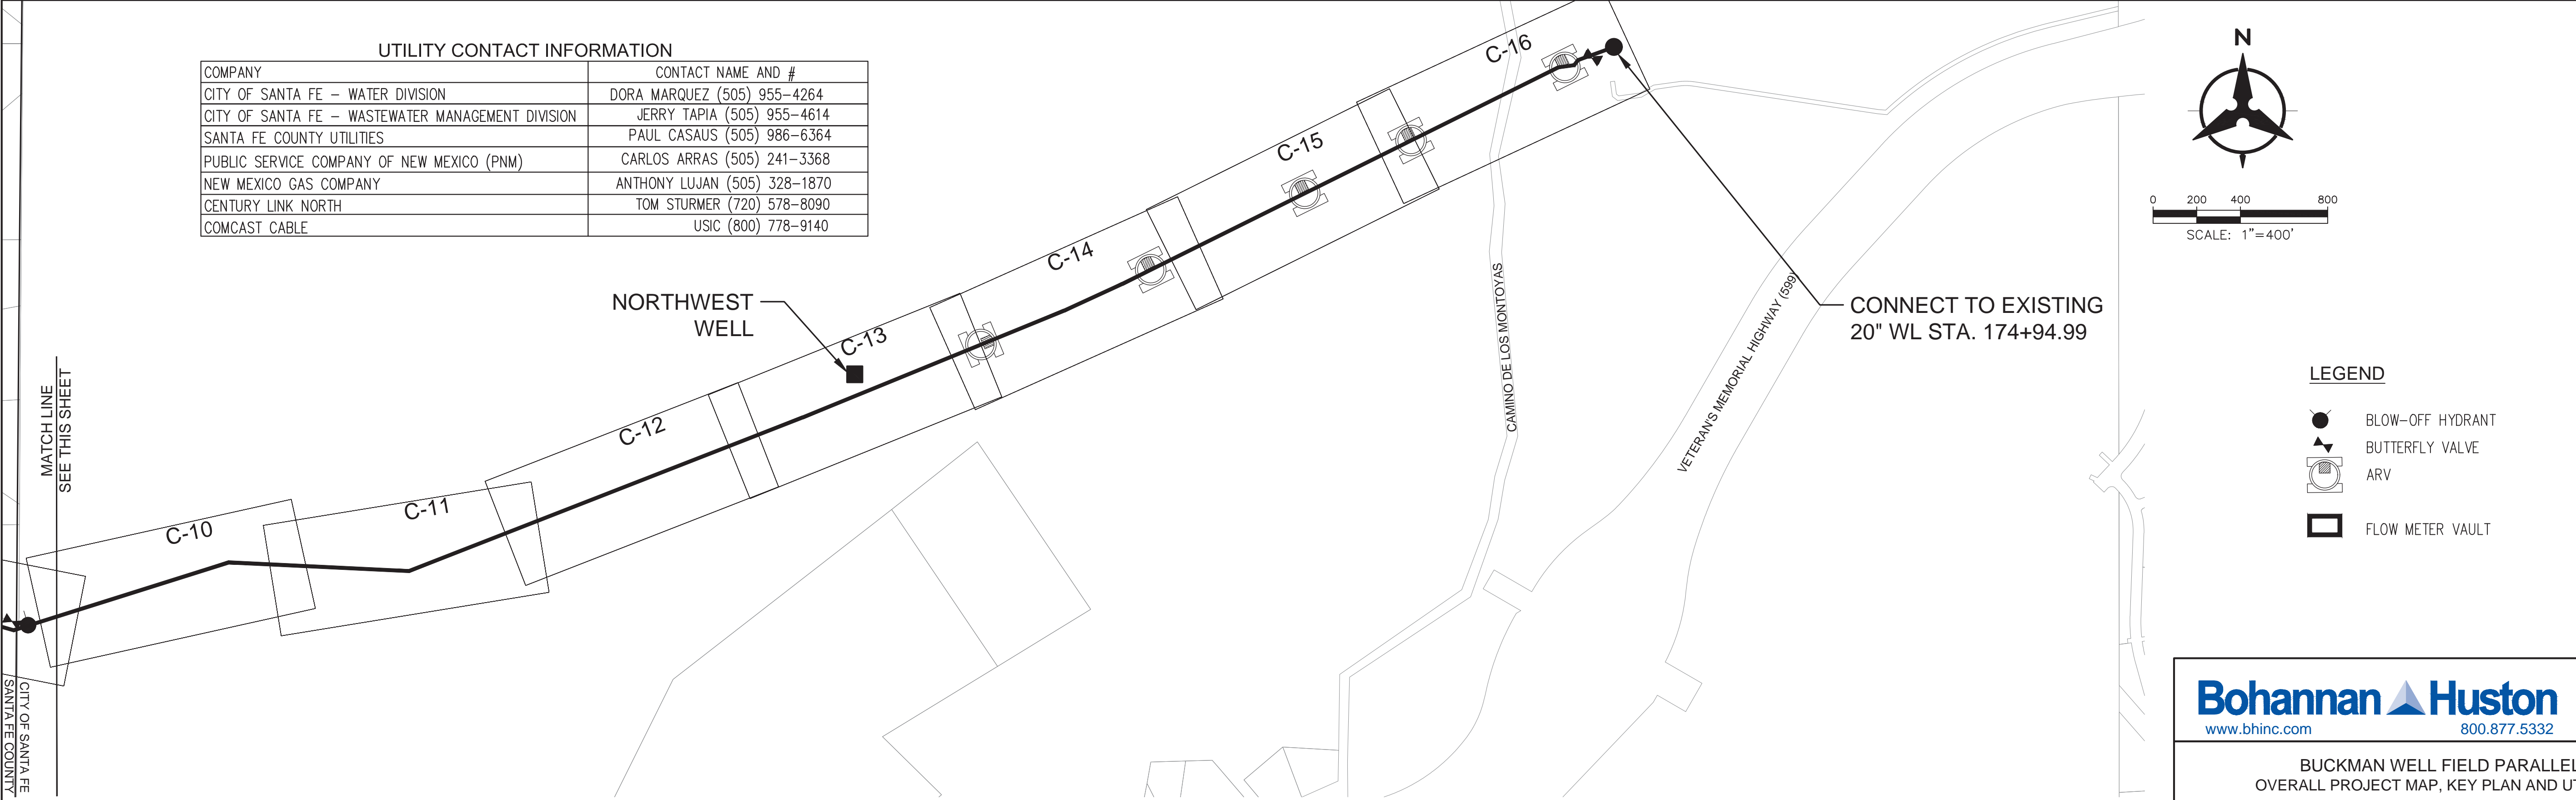 UTILITY CONTACT INFORMATION
COMPANY CONTACT NAME AND #
CITY OF SANTA FE – WATER DIVISION DORA MARQUEZ (505) 955–4264
CITY OF SANTA FE – WASTEWATER MANAGEMENT DIVISION JERRY TAPIA (505) 955–4614
SANTA FE COUNTY UTILITIES PAUL CASAUS (505) 986–6364
PUBLIC SERVICE COMPANY OF NEW MEXICO (PNM) CARLOS ARRAS (505) 241–3368
NEW MEXICO GAS COMPANY ANTHONY LUJAN (505) 328–1870
CENTURY LINK NORTH TOM STURMER (720) 578–8090
COMCAST CABLE USIC (800) 778–9140
NORTHWEST
WELL
MATCH LINE
SEE THIS SHEET
C-10
C-11
C-12
C-13
C-14
C-15
C-16
CITY OF SANTA FE
SANTA FE COUNTY
CAMINO DE LOS MONTOYAS
VETERAN'S MEMORIAL HIGHWAY (599)
CONNECT TO EXISTING
20" WL STA. 174+94.99
N
0 200 400 800
SCALE: 1"=400'
LEGEND
BLOW–OFF HYDRANT
BUTTERFLY VALVE
ARV
FLOW METER VAULT
Bohannan Huston
www.bhinc.com 800.877.5332
BUCKMAN WELL FIELD PARALLEL
OVERALL PROJECT MAP, KEY PLAN AND UT